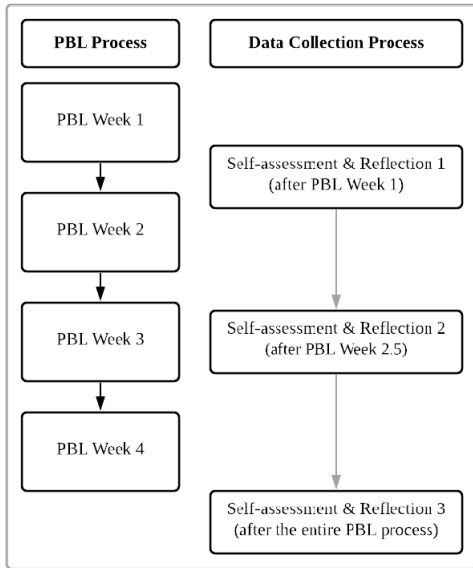 PBL Process
Data Collection Process
PBL Week 1
Self-assessment & Reflection 1
(after PBL Week 1)
PBL Week 2
Self-assessment & Reflection 2
(after PBL Week 2.5)
PBL Week 3
PBL Week 4
Self-assessment & Reflection 3
(after the entire PBL process)